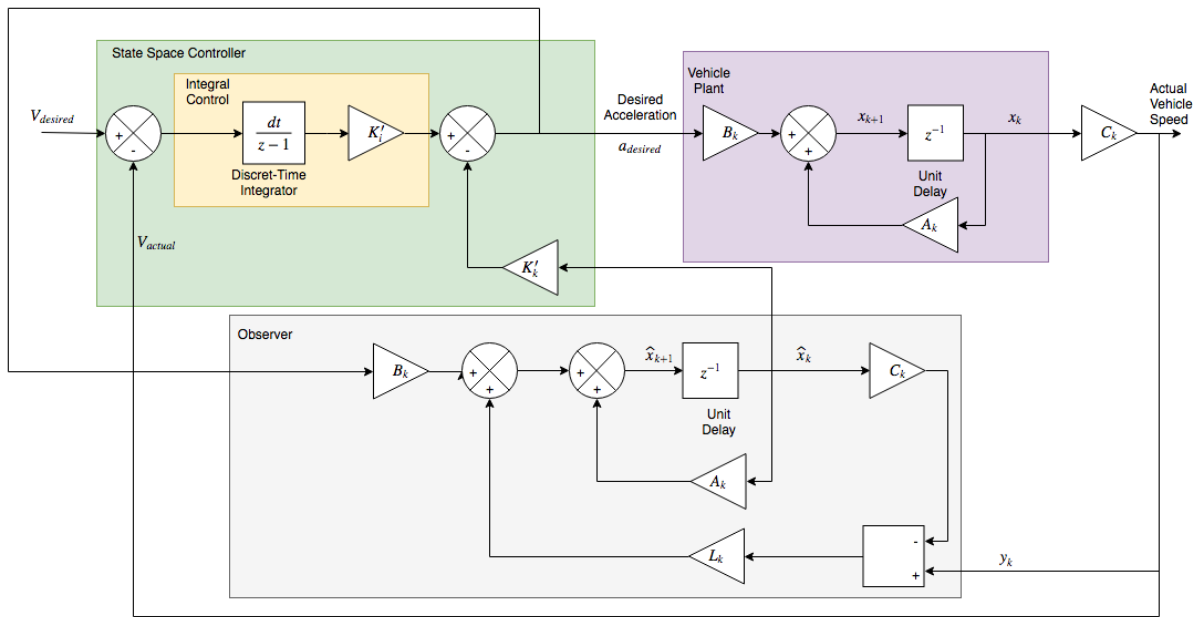 State Space Controller
Integral
Control
V_desired
+
-
dt
z − 1
K'_i
Discret-Time
Integrator
+
-
V_actual
K'_k
Desired
Acceleration
a_desired
Vehicle
Plant
B_k
+
+
x_{k+1}
z^{-1}
x_k
Unit
Delay
A_k
C_k
Actual
Vehicle
Speed
Observer
B_k
+
+
+
+
x̂_{k+1}
z^{-1}
x̂_k
Unit
Delay
C_k
A_k
L_k
-
+
y_k